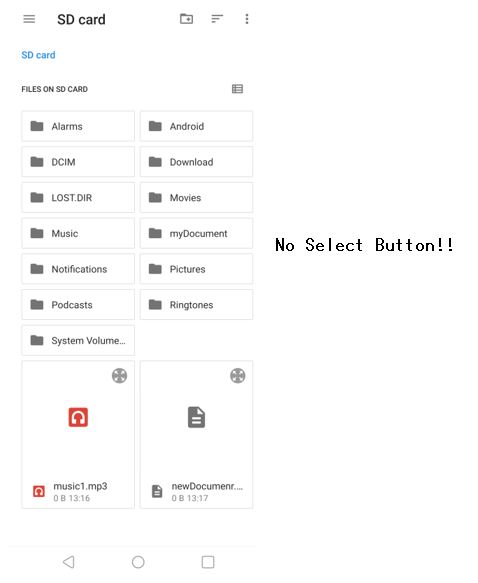 SD card
SD card
FILES ON SD CARD
Alarms
Android
DCIM
Download
LOST.DIR
Movies
Music
myDocument
No Select Button!!
Notifications
Pictures
Podcasts
Ringtones
System Volume...
music1.mp3
0 B 13:16
newDocumenr....
0 B 13:17